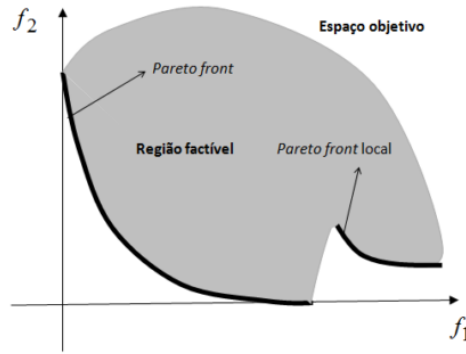 f₂
Espaço objetivo
Pareto front
Região factível
Pareto front local
f₁